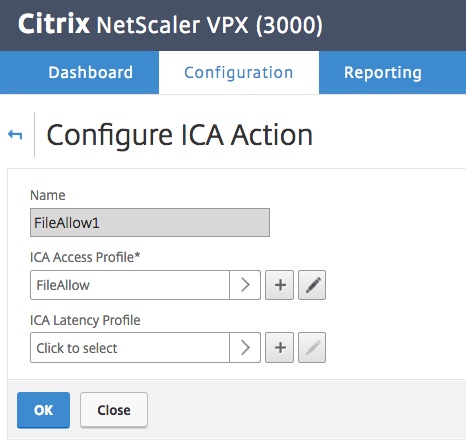 Citrix NetScaler VPX (3000)
Dashboard Configuration Reporting
Configure ICA Action
Name
FileAllow1
ICA Access Profile*
FileAllow
ICA Latency Profile
Click to select
OK Close